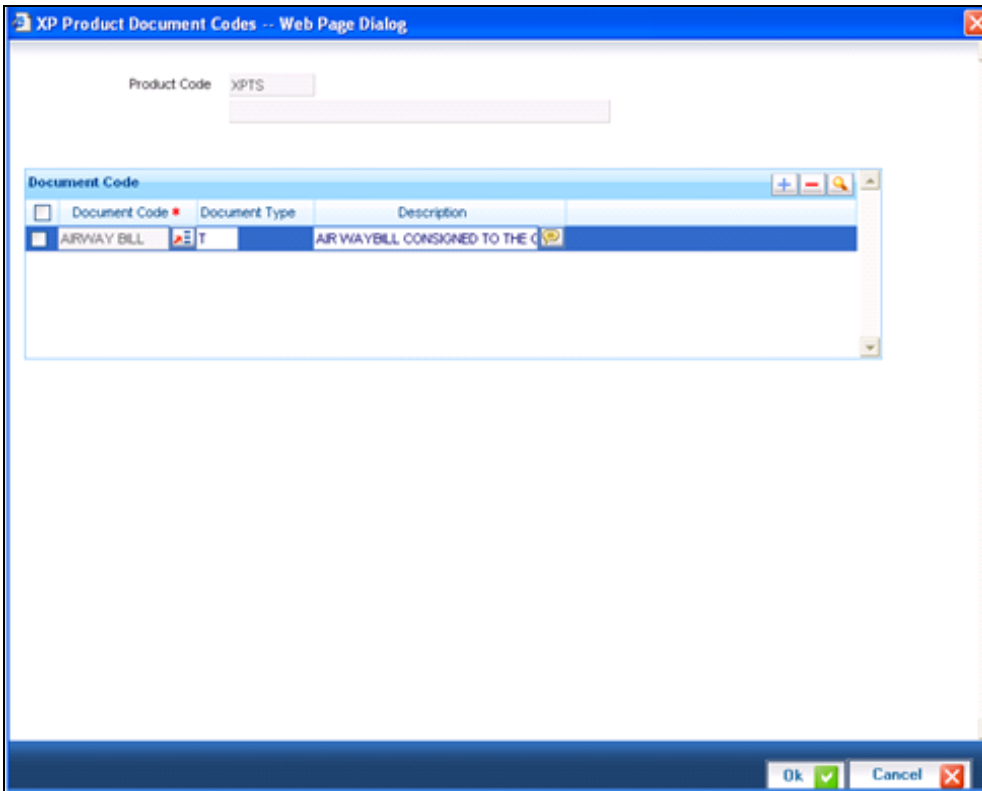 XP Product Document Codes -- Web Page Dialog
Product Code XPTS
Document Code
Document Code * Document Type Description
AIRWAY BILL T AIR WAYBILL CONSIGNED TO THE
Ok Cancel